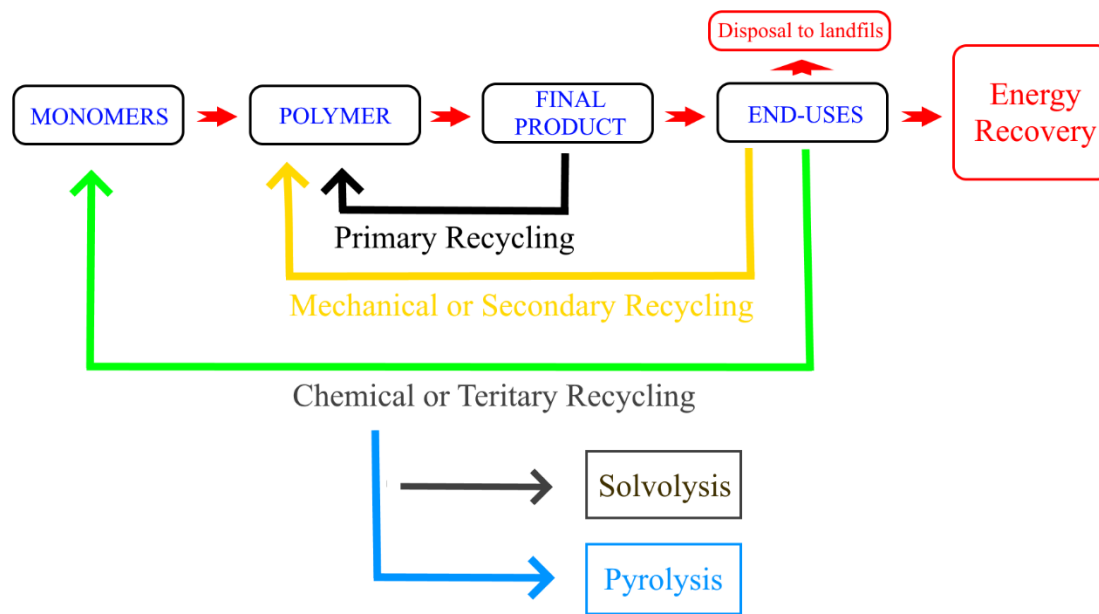 Disposal to landfils
MONOMERS
POLYMER
FINAL
PRODUCT
END-USES
Energy
Recovery
Primary Recycling
Mechanical or Secondary Recycling
Chemical or Teritary Recycling
Solvolysis
Pyrolysis